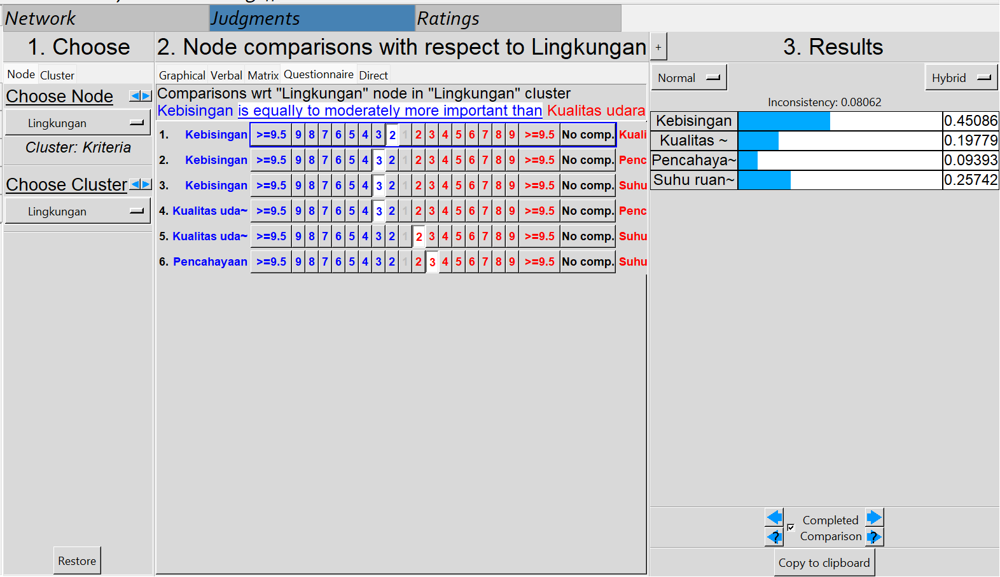 Network Judgments Ratings
1. Choose
Node Cluster
Choose Node
Lingkungan
Cluster: Kriteria
Choose Cluster
Lingkungan
Restore
2. Node comparisons with respect to Lingkungan
Graphical Verbal Matrix Questionnaire Direct
Comparisons wrt "Lingkungan" node in "Lingkungan" cluster
Kebisingan is equally to moderately more important than Kualitas udara
1. Kebisingan >=9.5 9 8 7 6 5 4 3 2 1 2 3 4 5 6 7 8 9 >=9.5 No comp. Kuali
2. Kebisingan >=9.5 9 8 7 6 5 4 3 2 1 2 3 4 5 6 7 8 9 >=9.5 No comp. Penc
3. Kebisingan >=9.5 9 8 7 6 5 4 3 2 1 2 3 4 5 6 7 8 9 >=9.5 No comp. Suhu
4. Kualitas uda~ >=9.5 9 8 7 6 5 4 3 2 1 2 3 4 5 6 7 8 9 >=9.5 No comp. Penc
5. Kualitas uda~ >=9.5 9 8 7 6 5 4 3 2 1 2 3 4 5 6 7 8 9 >=9.5 No comp. Suhu
6. Pencahayaan >=9.5 9 8 7 6 5 4 3 2 1 2 3 4 5 6 7 8 9 >=9.5 No comp. Suhu
+
3. Results
Normal Hybrid
Inconsistency: 0.08062
Kebisingan 0.45086
Kualitas ~ 0.19779
Pencahaya~ 0.09393
Suhu ruan~ 0.25742
Completed
Comparison
? ?
Copy to clipboard